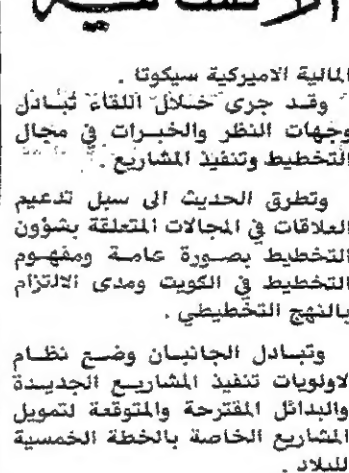 المالية الاميركية سيكوتا .
وقد جرى خلال اللقاء تبادل
وجهات النظر والخبرات في مجال
التخطيط وتنفيذ المشاريع .
وتطرق الحديث الى سبل تدعيم
العلاقات في المجالات المتعلقة بشؤون
التخطيط بصورة عامة ومفهوم
التخطيط في الكويت ومدى الالتزام
بالنهج التخطيطي .
وتبادل الجانبان وضع نظام
لاولويات تنفيذ المشاريع الجديدة
والبدائل المقترحة والمتوقعة لتمويل
المشاريع الخاصة بالخطة الخمسية
للبلاد .